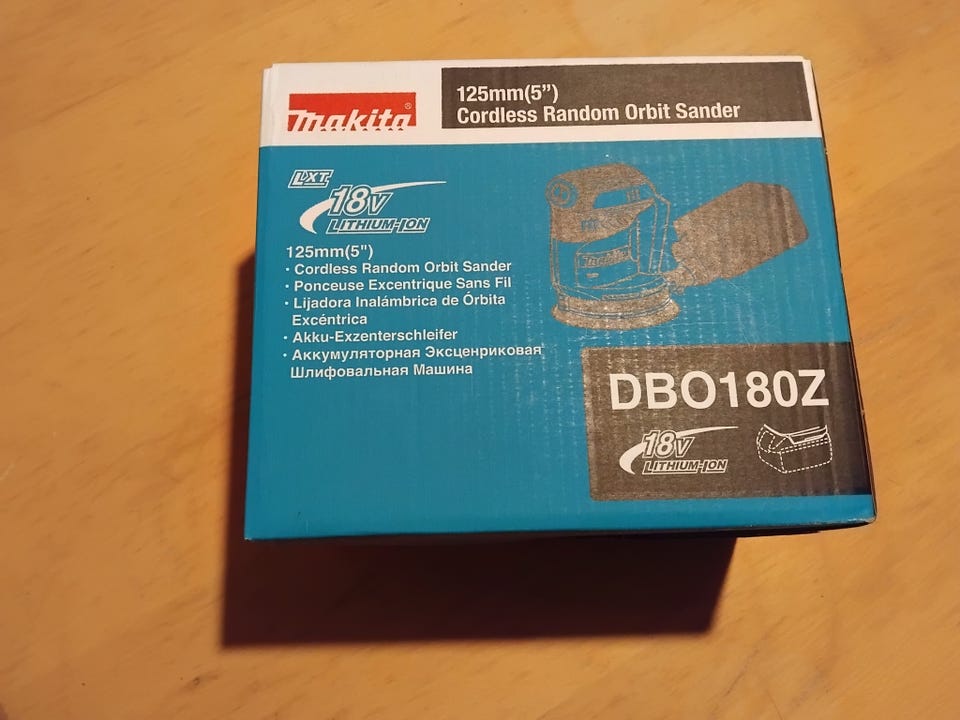 makita®
125mm(5")
Cordless Random Orbit Sander
LXT
18V
LITHIUM-ION
125mm(5")
· Cordless Random Orbit Sander
· Ponceuse Excentrique Sans Fil
· Lijadora Inalámbrica de Órbita
Excéntrica
· Akku-Exzenterschleifer
· Аккумуляторная Эксценриковая
Шлифовальная Машина
Makita
DBO180Z
18V
LITHIUM-ION